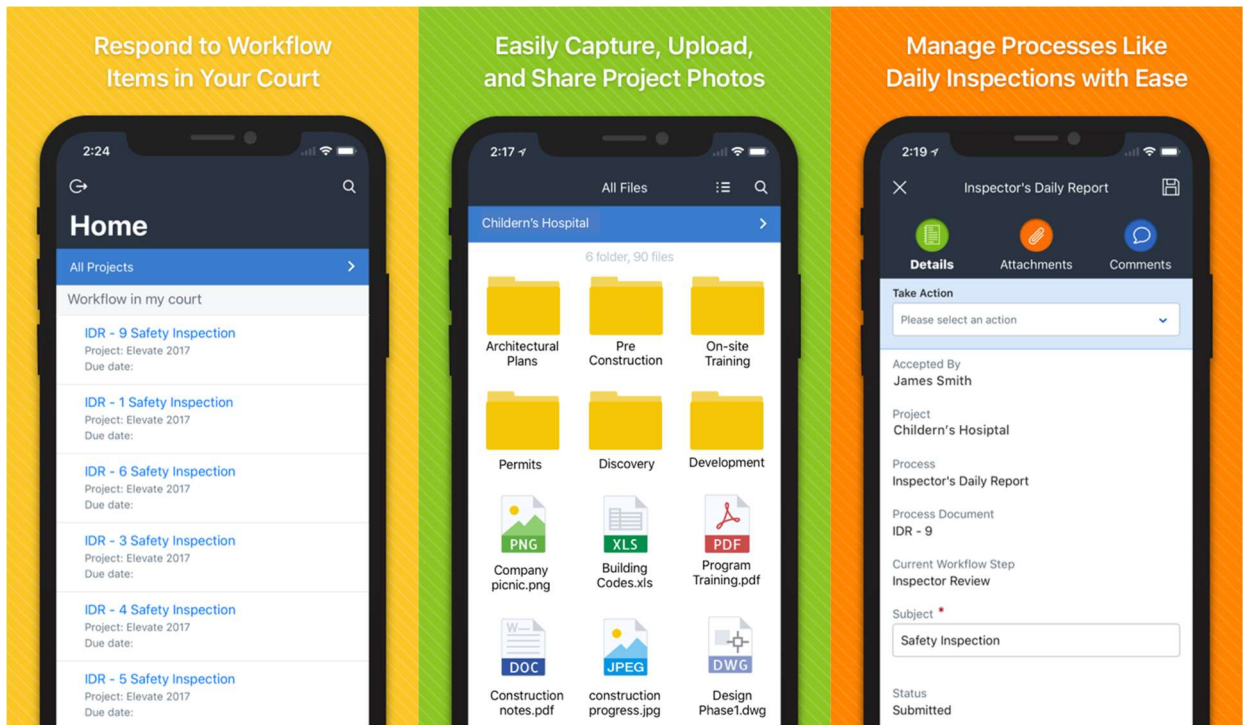 Respond to Workflow
Items in Your Court
2:24
Home
All Projects
Workflow in my court
IDR - 9 Safety Inspection
Project: Elevate 2017
Due date:
IDR - 1 Safety Inspection
Project: Elevate 2017
Due date:
IDR - 6 Safety Inspection
Project: Elevate 2017
Due date:
IDR - 3 Safety Inspection
Project: Elevate 2017
Due date:
IDR - 4 Safety Inspection
Project: Elevate 2017
Due date:
IDR - 5 Safety Inspection
Project: Elevate 2017
Due date:
Easily Capture, Upload,
and Share Project Photos
2:17
All Files
Childern's Hospital
6 folder, 90 files
Architectural
Plans
Pre
Construction
On-site
Training
Permits
Discovery
Development
PNG
Company
picnic.png
XLS
Building
Codes.xls
PDF
Program
Training.pdf
W
DOC
Construction
notes.pdf
JPEG
construction
progress.jpg
DWG
Design
Phase1.dwg
Manage Processes Like
Daily Inspections with Ease
2:19
Inspector's Daily Report
Details
Attachments
Comments
Take Action
Please select an action
Accepted By
James Smith
Project
Childern's Hosiptal
Process
Inspector's Daily Report
Process Document
IDR - 9
Current Workflow Step
Inspector Review
Subject *
Safety Inspection
Status
Submitted